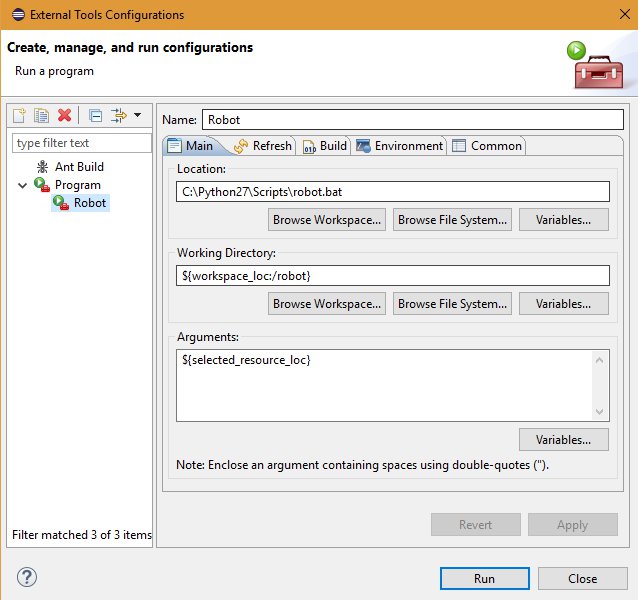 External Tools Configurations
Create, manage, and run configurations
Run a program
Name: Robot
type filter text
Main Refresh Build Environment Common
Ant Build
Program
Robot
Location:
C:\Python27\Scripts\robot.bat
Browse Workspace... Browse File System... Variables...
Working Directory:
${workspace_loc:/robot}
Browse Workspace... Browse File System... Variables...
Arguments:
${selected_resource_loc}
Variables...
Note: Enclose an argument containing spaces using double-quotes (").
Filter matched 3 of 3 items
Revert Apply
? Run Close